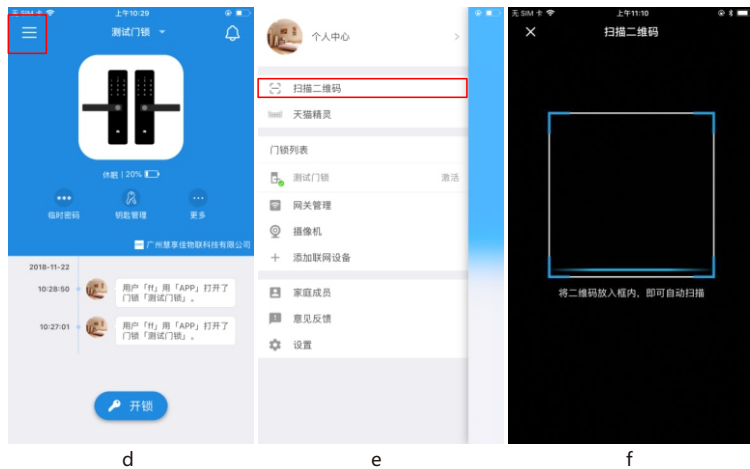 无 SIM 卡
上午10:29
测试门锁
休眠 | 20%
临时密码
钥匙管理
更多
广州慧享佳物联科技有限公司
2018-11-22
10:28:50
用户「ff」用「APP」打开了
门锁「测试门锁」。
10:27:01
用户「ff」用「APP」打开了
门锁「测试门锁」。
开锁
d
个人中心
扫描二维码
天猫精灵
门锁列表
测试门锁
激活
网关管理
摄像机
添加联网设备
家庭成员
意见反馈
设置
e
无 SIM 卡
上午11:10
扫描二维码
将二维码放入框内，即可自动扫描
f